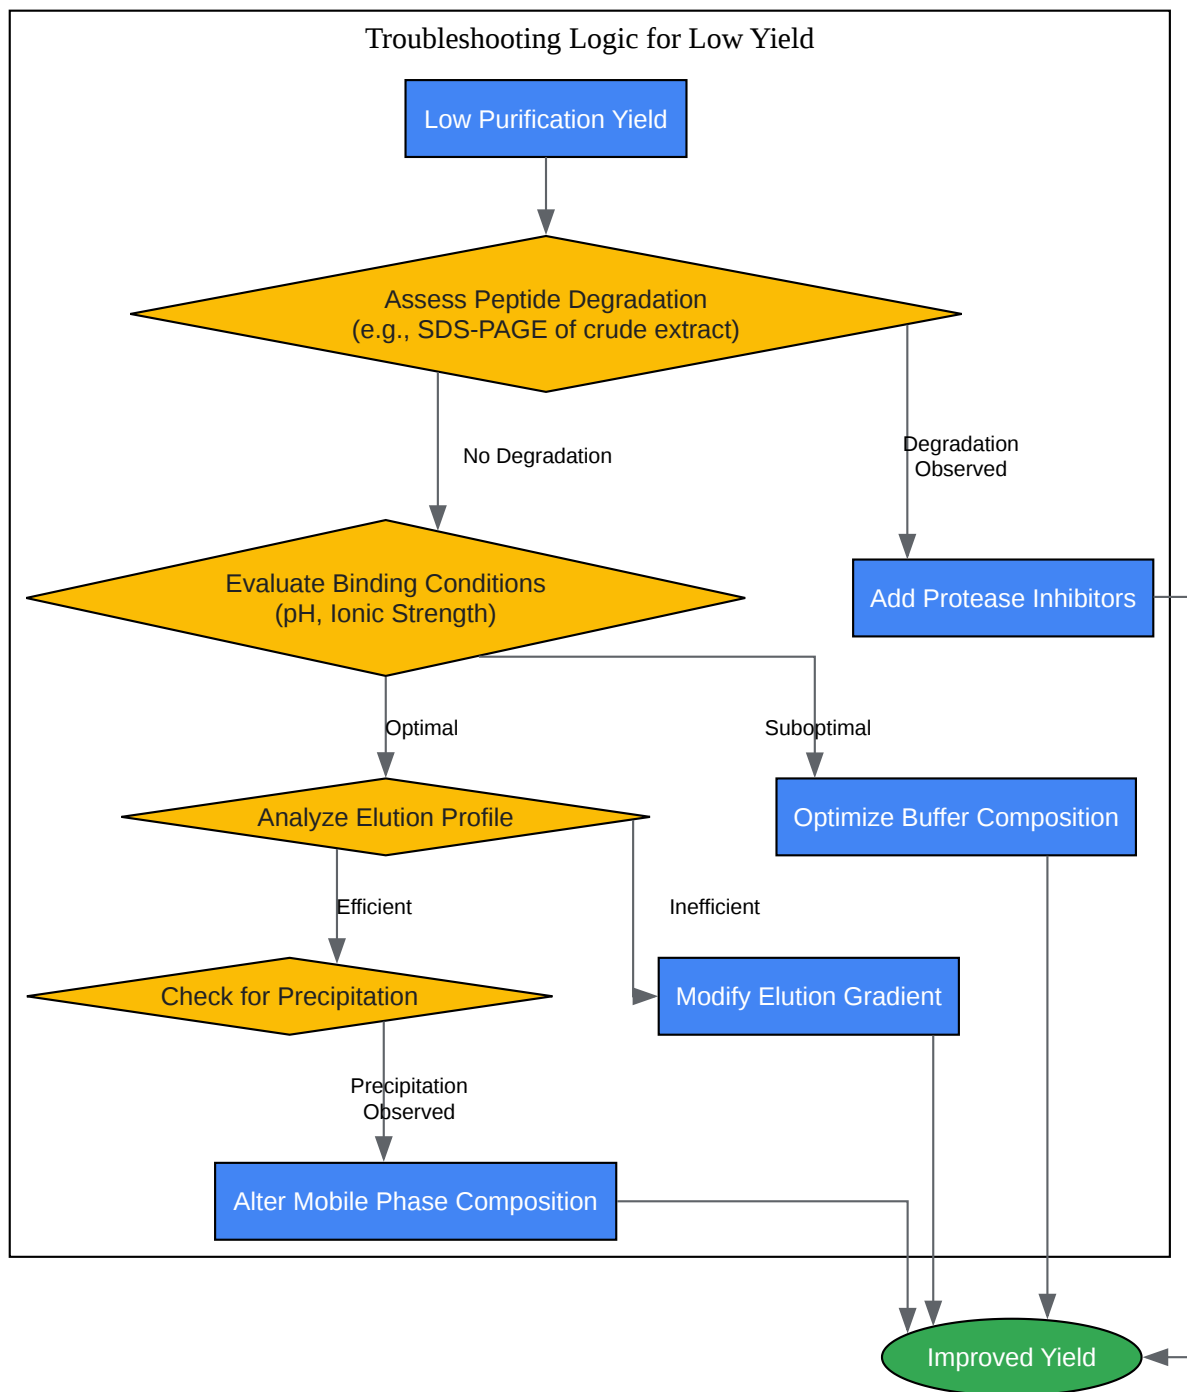 Troubleshooting Logic for Low Yield
Low Purification Yield
Assess Peptide Degradation
(e.g., SDS-PAGE of crude extract)
No Degradation
Degradation
Observed
Evaluate Binding Conditions
(pH, Ionic Strength)
Add Protease Inhibitors
Optimal
Suboptimal
Analyze Elution Profile
Optimize Buffer Composition
Efficient
Inefficient
Check for Precipitation
Modify Elution Gradient
Precipitation
Observed
Alter Mobile Phase Composition
Improved Yield